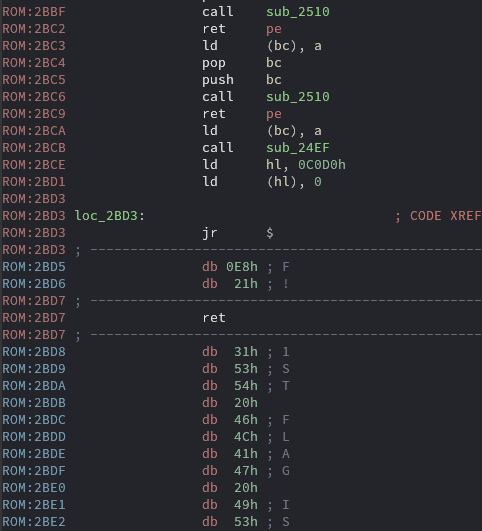 ROM:2BBF call sub_2510
ROM:2BC2 ret pe
ROM:2BC3 ld (bc), a
ROM:2BC4 pop bc
ROM:2BC5 push bc
ROM:2BC6 call sub_2510
ROM:2BC9 ret pe
ROM:2BCA ld (bc), a
ROM:2BCB call sub_24EF
ROM:2BCE ld hl, 0C0D0h
ROM:2BD1 ld (hl), 0
ROM:2BD3
ROM:2BD3 loc_2BD3: ; CODE XREF
ROM:2BD3 jr $
ROM:2BD3 ; ---------------------------------------------------
ROM:2BD5 db 0E8h ; F
ROM:2BD6 db 21h ; !
ROM:2BD7 ; ---------------------------------------------------
ROM:2BD7 ret
ROM:2BD7 ; ---------------------------------------------------
ROM:2BD8 db 31h ; 1
ROM:2BD9 db 53h ; S
ROM:2BDA db 54h ; T
ROM:2BDB db 20h
ROM:2BDC db 46h ; F
ROM:2BDD db 4Ch ; L
ROM:2BDE db 41h ; A
ROM:2BDF db 47h ; G
ROM:2BE0 db 20h
ROM:2BE1 db 49h ; I
ROM:2BE2 db 53h ; S